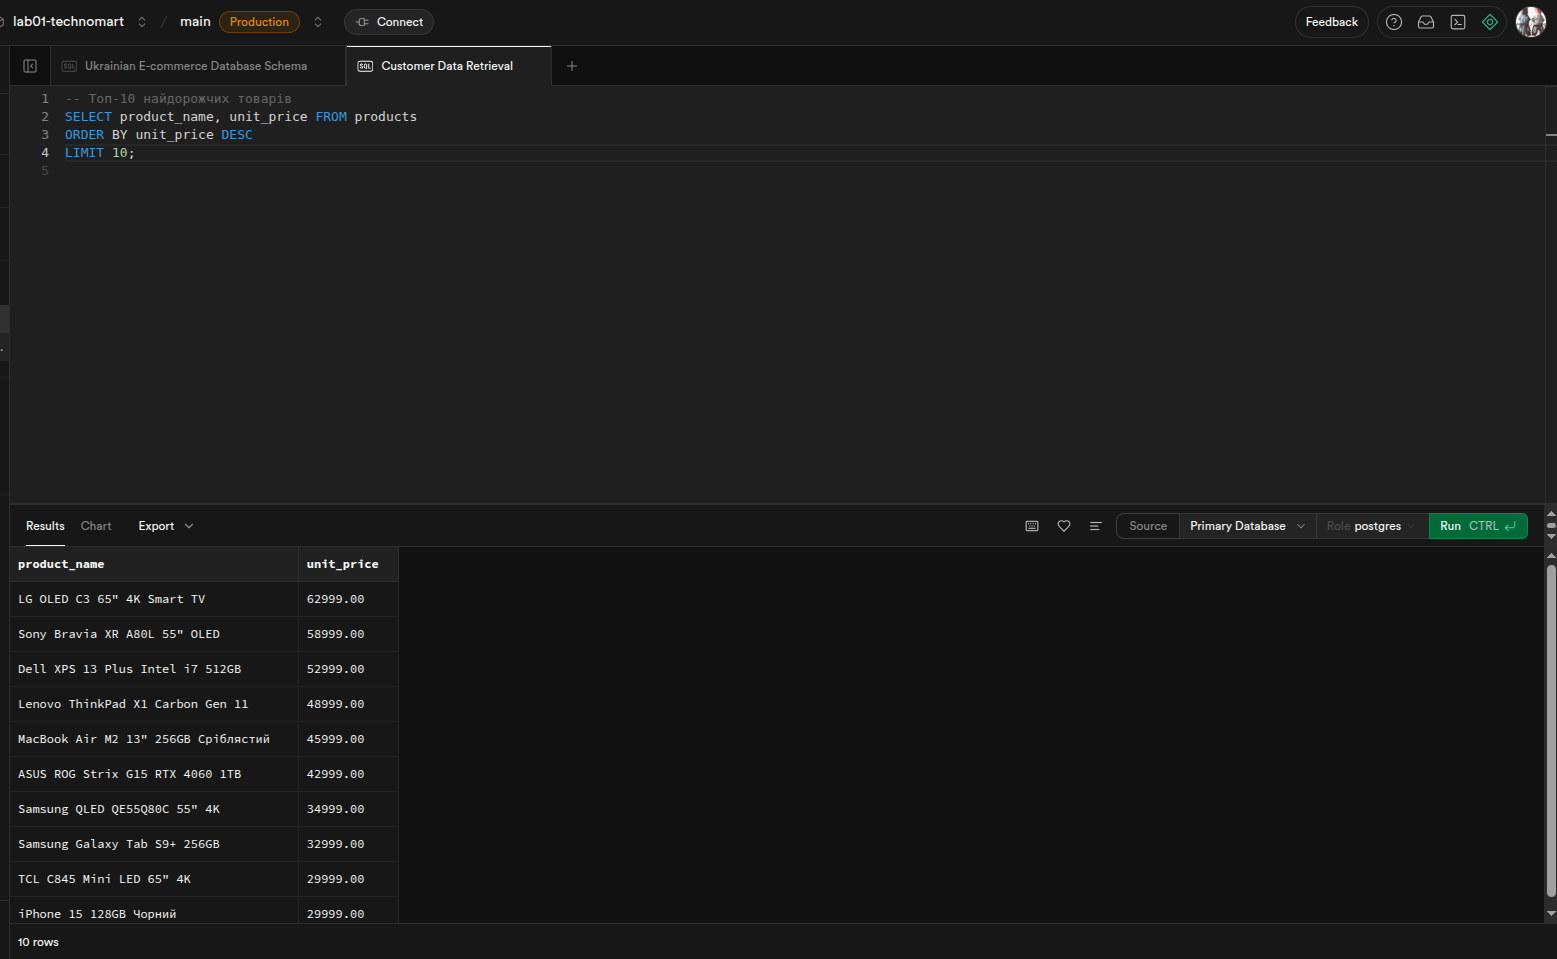 lab01-technomart / main Production Connect Feedback
SQL Ukrainian E-commerce Database Schema SQL Customer Data Retrieval +
1 -- Топ-10 найдорожчих товарів
2 SELECT product_name, unit_price FROM products
3 ORDER BY unit_price DESC
4 LIMIT 10;
5
Results Chart Export Source Primary Database Role postgres Run CTRL
product_name unit_price
LG OLED C3 65" 4K Smart TV 62999.00
Sony Bravia XR A80L 55" OLED 58999.00
Dell XPS 13 Plus Intel i7 512GB 52999.00
Lenovo ThinkPad X1 Carbon Gen 11 48999.00
MacBook Air M2 13" 256GB Сріблястий 45999.00
ASUS ROG Strix G15 RTX 4060 1TB 42999.00
Samsung QLED QE55Q80C 55" 4K 34999.00
Samsung Galaxy Tab S9+ 256GB 32999.00
TCL C845 Mini LED 65" 4K 29999.00
iPhone 15 128GB Чорний 29999.00
10 rows